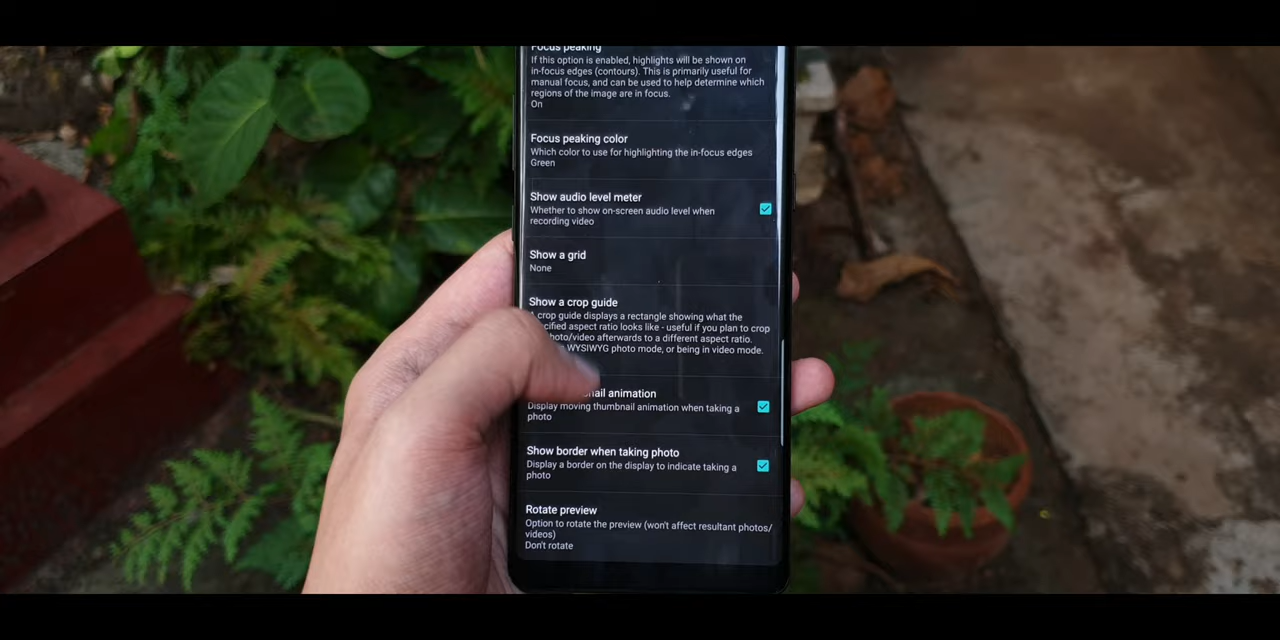 Focus peaking
If this option is enabled, highlights will be shown on
in-focus edges (contours). This is primarily useful for
manual focus, and can be used to help determine which
regions of the image are in focus.
On
Focus peaking color
Which color to use for highlighting the in-focus edges
Green
Show audio level meter
Whether to show on-screen audio level when
recording video
Show a grid
None
Show a crop guide
A crop guide displays a rectangle showing what the
aspect ratio looks like - useful if you plan to crop
afterwards to a different aspect ratio.
WYSIWYG photo mode, or being in video mode.
animation
Display moving thumbnail animation when taking a
photo
Show border when taking photo
Display a border on the display to indicate taking a
photo
Rotate preview
Option to rotate the preview (won't affect resultant photos/
videos)
Don't rotate